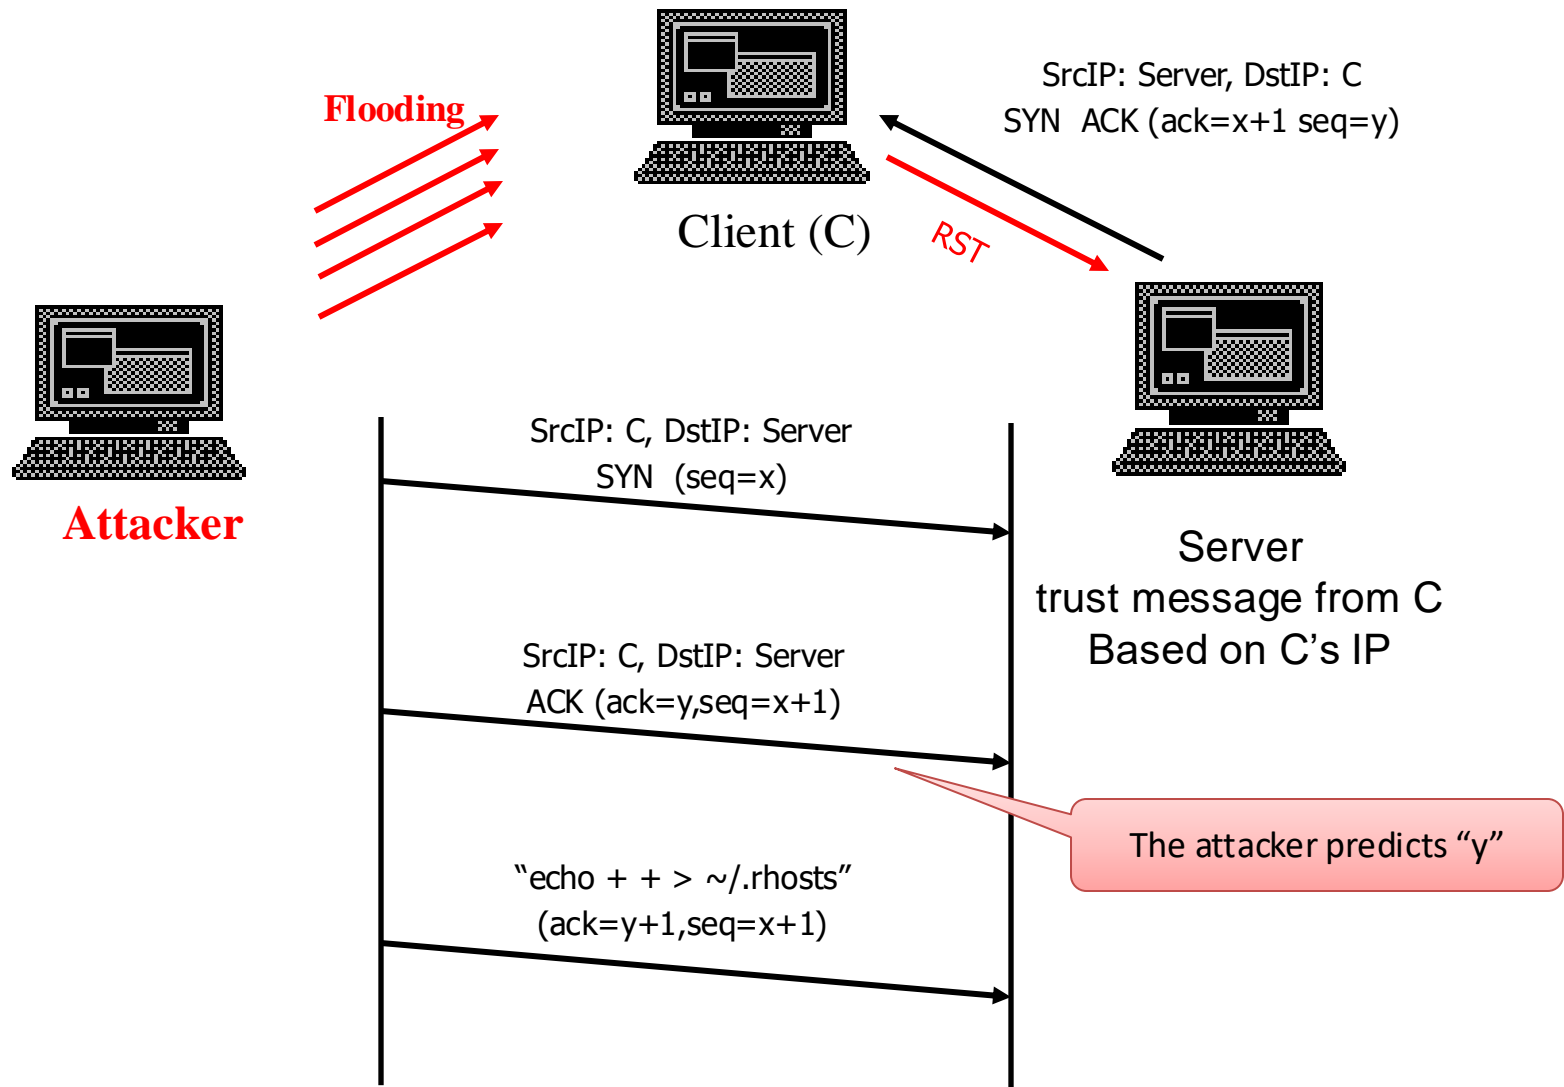 Flooding
SrcIP: Server, DstIP: C
SYN  ACK (ack=x+1 seq=y)
Client (C)
RST
Attacker
SrcIP: C, DstIP: Server
SYN  (seq=x)
Server
trust message from C
Based on C’s IP
SrcIP: C, DstIP: Server
ACK (ack=y,seq=x+1)
The attacker predicts “y”
“echo + + > ~/.rhosts”
(ack=y+1,seq=x+1)